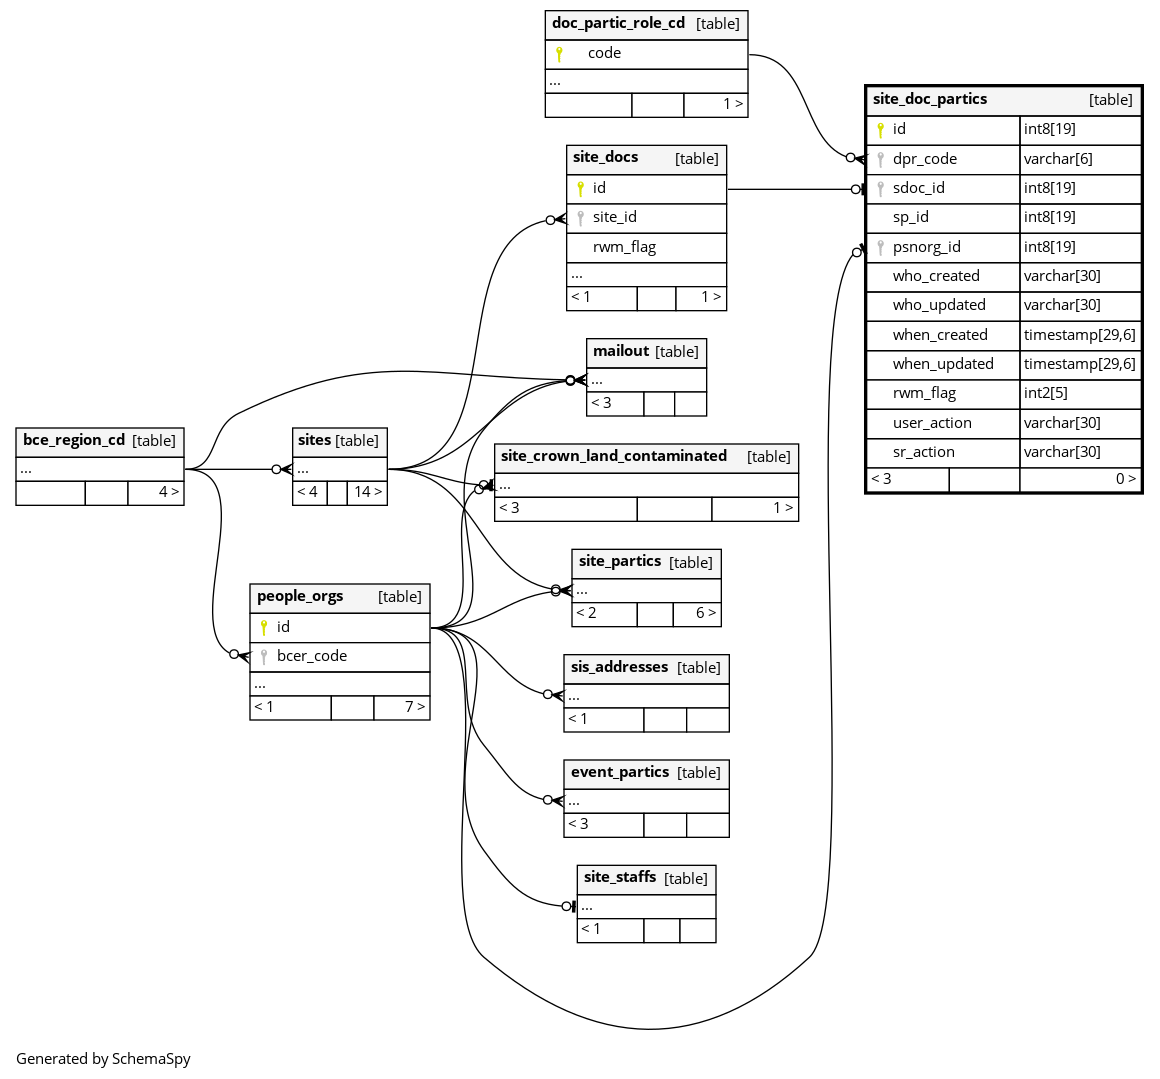 doc_partic_role_cd [table]
code
...
1 >
site_doc_partics [table]
id int8[19]
dpr_code varchar[6]
sdoc_id int8[19]
sp_id int8[19]
psnorg_id int8[19]
who_created varchar[30]
who_updated varchar[30]
when_created timestamp[29,6]
when_updated timestamp[29,6]
rwm_flag int2[5]
user_action varchar[30]
sr_action varchar[30]
< 3 0 >
site_docs [table]
id
site_id
rwm_flag
...
< 1 1 >
mailout [table]
...
< 3
bce_region_cd [table]
...
4 >
sites [table]
...
< 4 14 >
site_crown_land_contaminated [table]
...
< 3 1 >
site_partics [table]
...
< 2 6 >
people_orgs [table]
id
bcer_code
...
< 1 7 >
sis_addresses [table]
...
< 1
event_partics [table]
...
< 3
site_staffs [table]
...
< 1
Generated by SchemaSpy